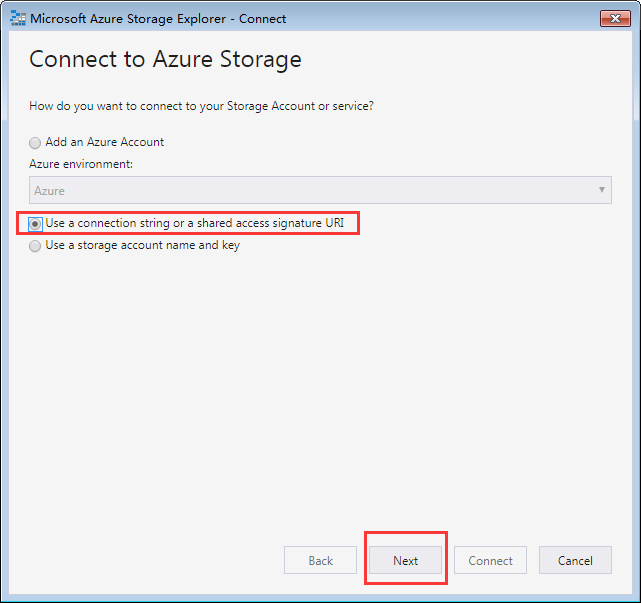 Microsoft Azure Storage Explorer - Connect
Connect to Azure Storage
How do you want to connect to your Storage Account or service?
Add an Azure Account
Azure environment:
Azure
Use a connection string or a shared access signature URI
Use a storage account name and key
Back
Next
Connect
Cancel